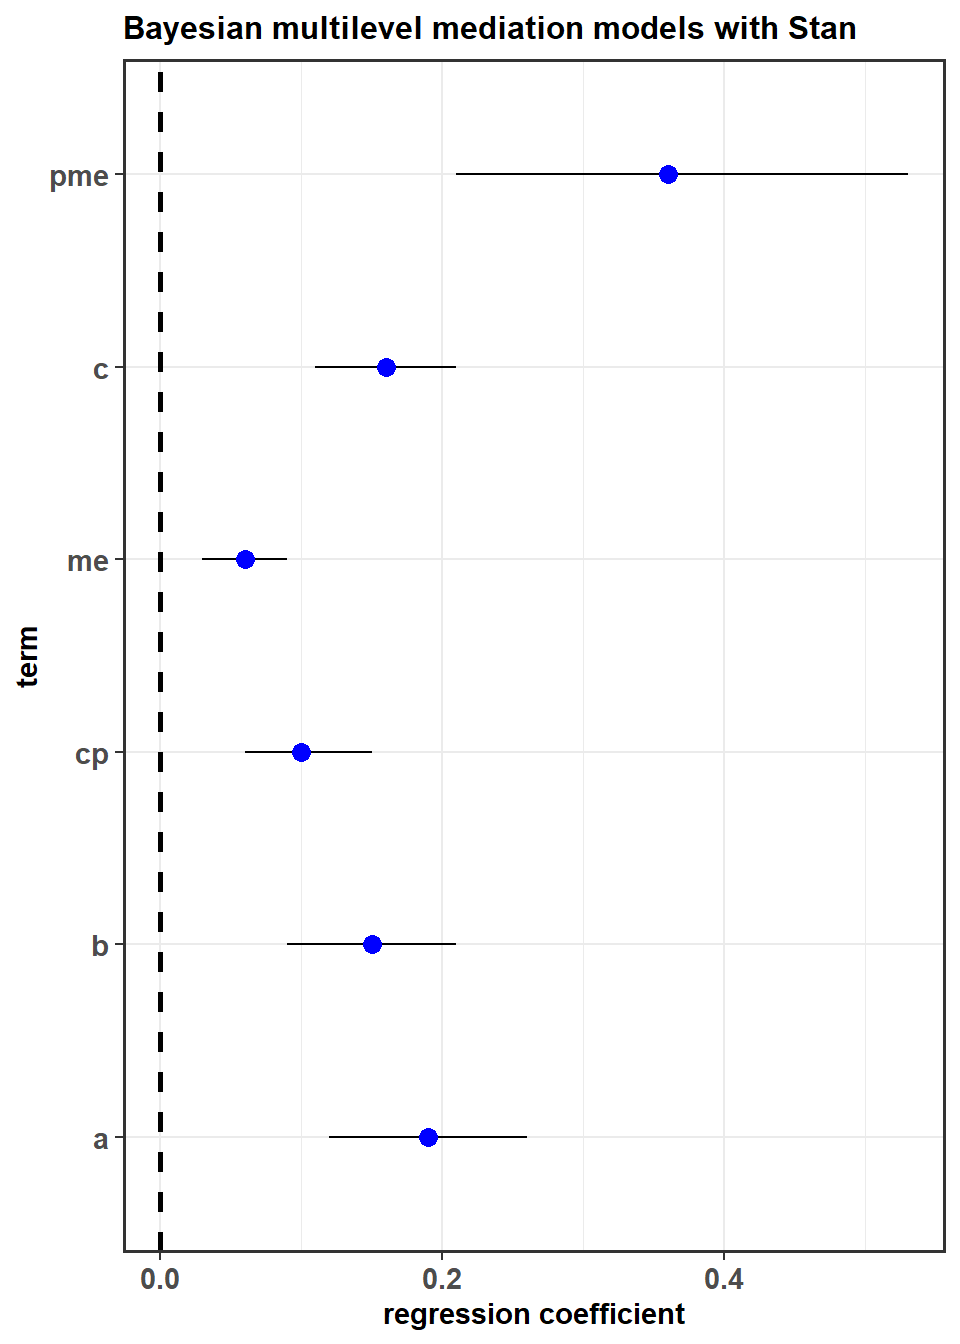 Bayesian multilevel mediation models with Stan
pme
c
me
cp
b
a
term
0.0 0.2 0.4
regression coefficient